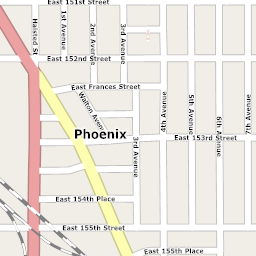 East 151st Street
Halsted St
1st Avenue
2nd Avenue
3rd Avenue
East 152nd Street
East Frances Street
Walton Avenu
4th Avenue
5th Avenue
6th Avenue
7th Avenue
Phoenix
3rd Avenue
East 153rd Street
East 154th Place
East 155th Street
East 155th Place